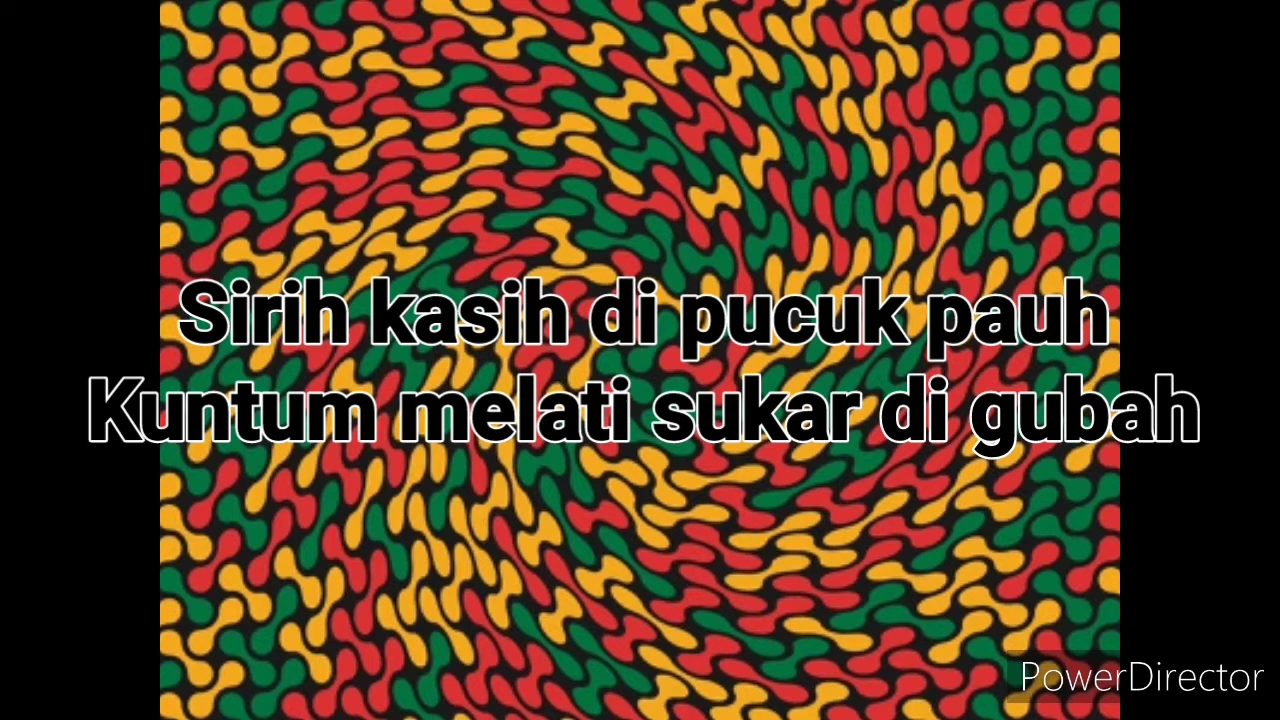 Sirih kasih di pucuk pauh
Kuntum melati sukar di gubah
PowerDirector